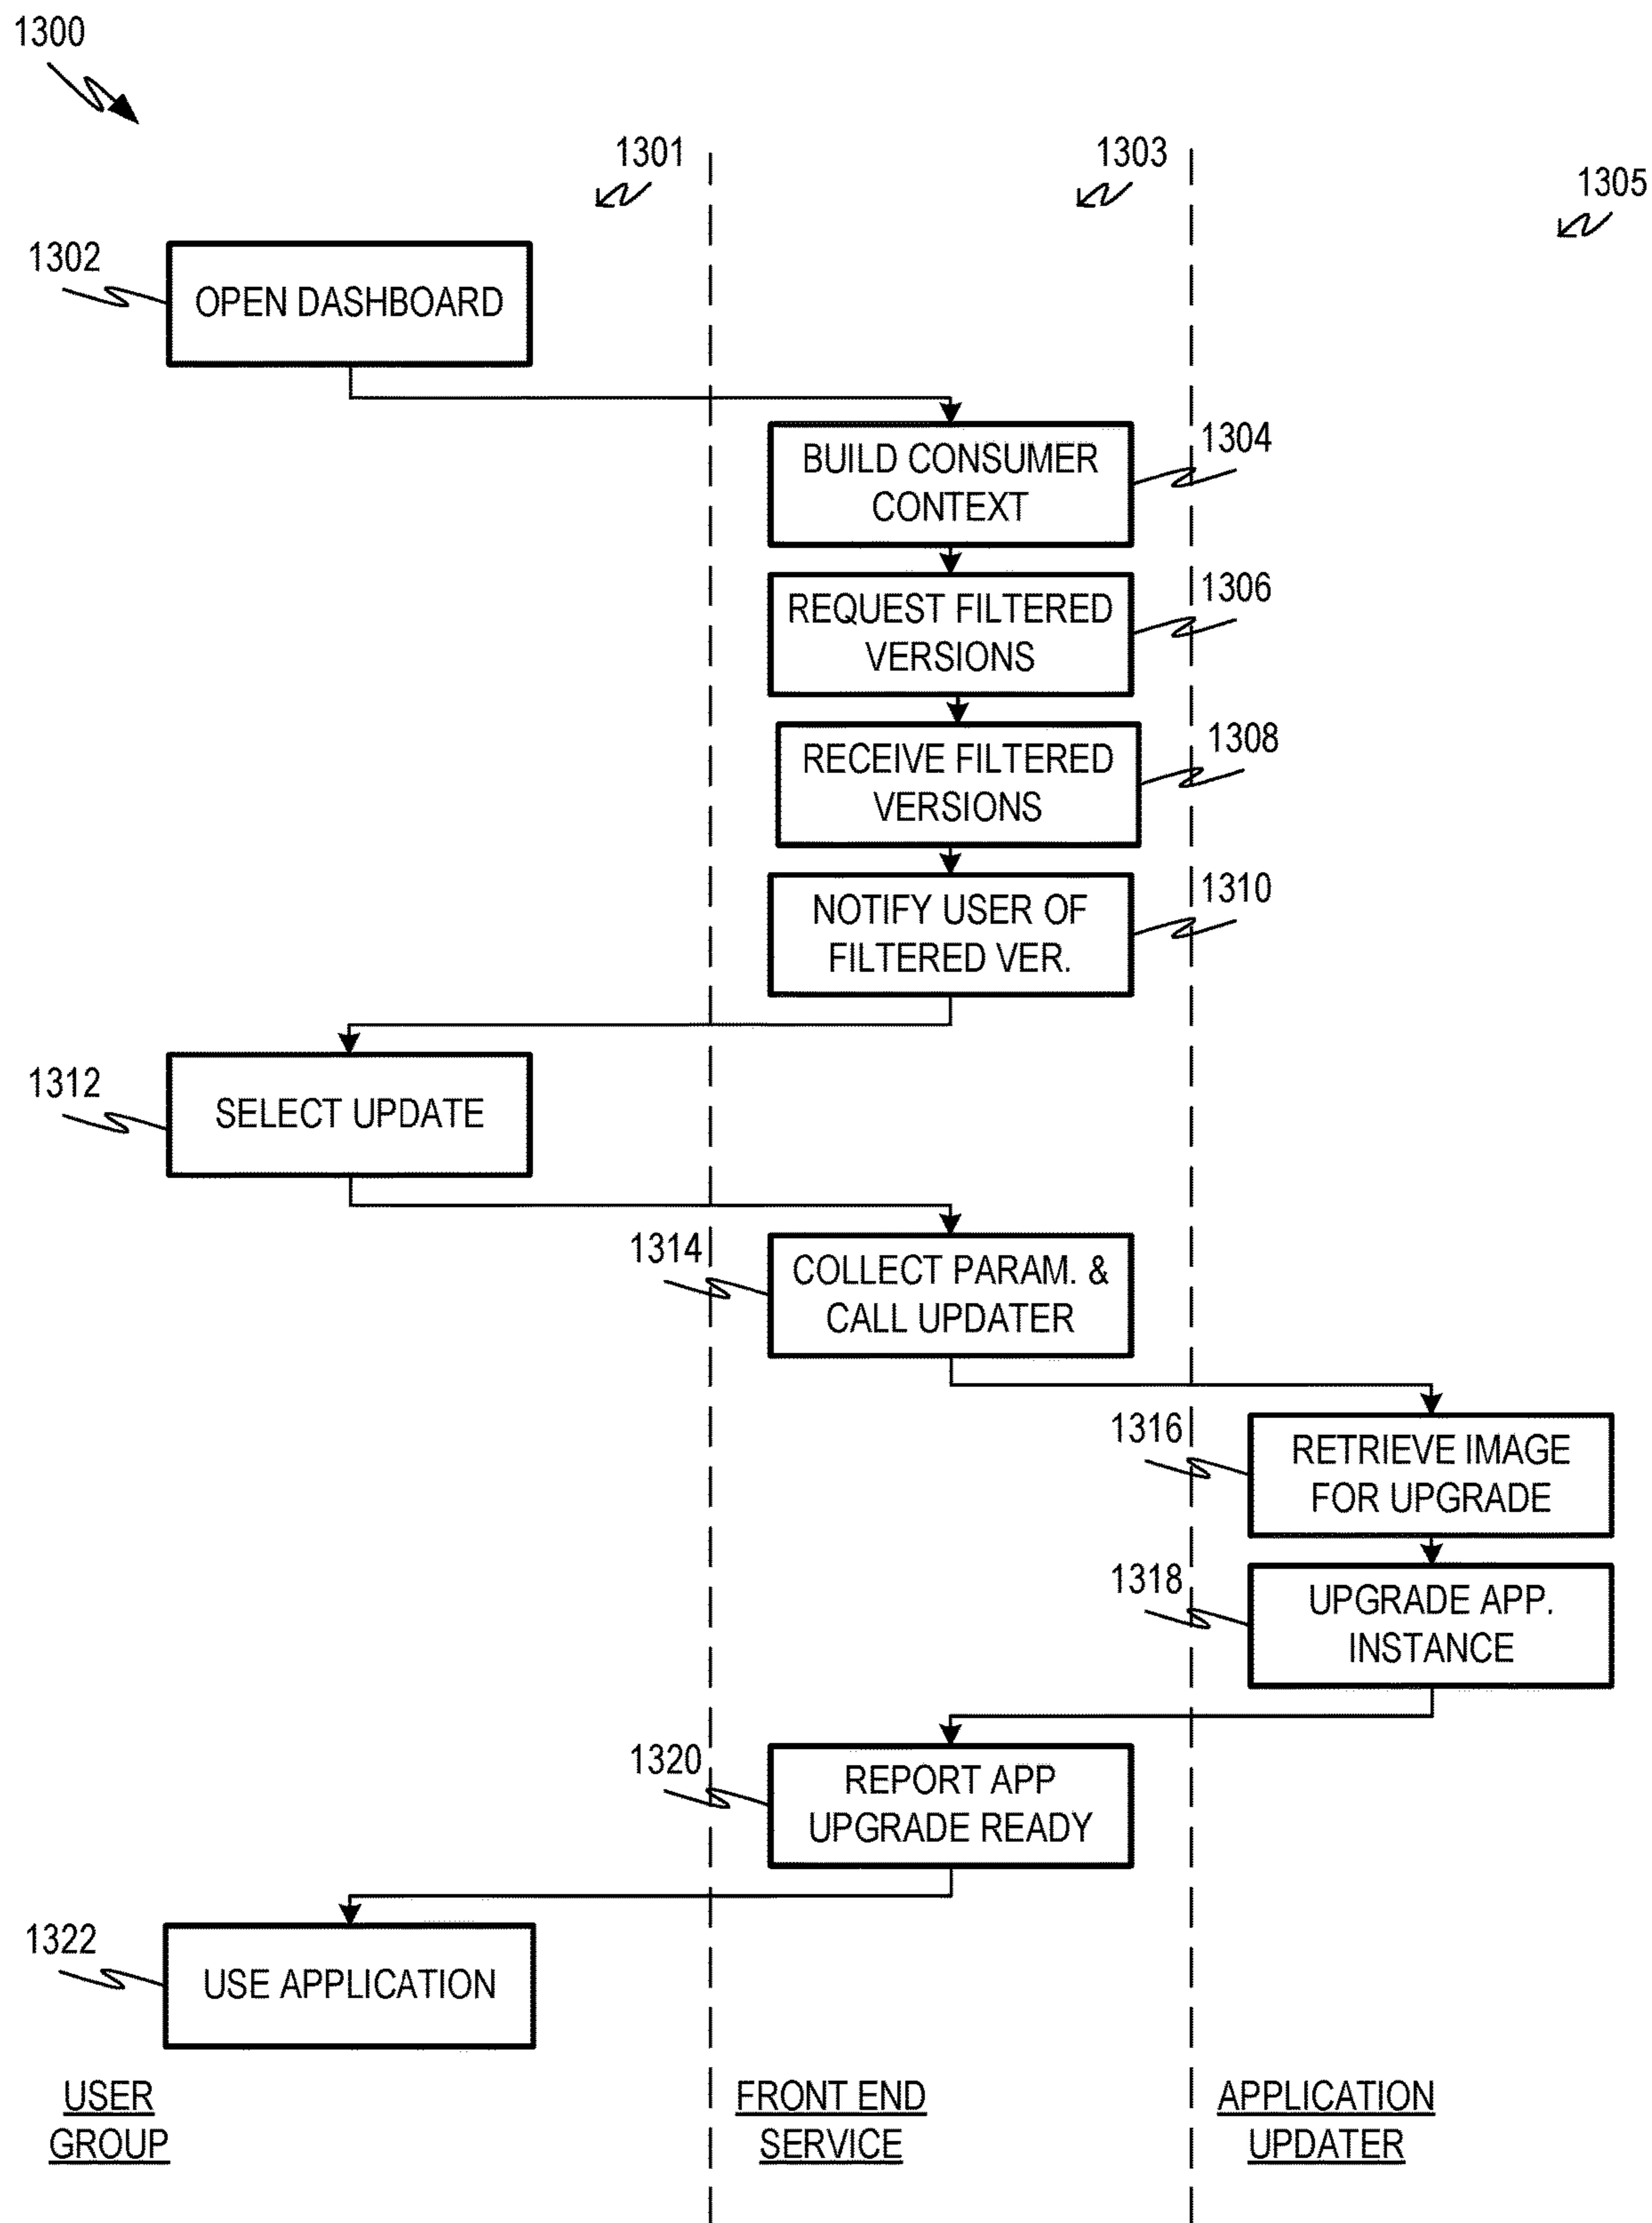 1300
1301
1303
1305
1302
OPEN DASHBOARD
BUILD CONSUMER
CONTEXT
1304
REQUEST FILTERED
VERSIONS
1306
RECEIVE FILTERED
VERSIONS
1308
NOTIFY USER OF
FILTERED VER.
1310
1312
SELECT UPDATE
1314
COLLECT PARAM. &
CALL UPDATER
1316
RETRIEVE IMAGE
FOR UPGRADE
1318
UPGRADE APP.
INSTANCE
1320
REPORT APP
UPGRADE READY
1322
USE APPLICATION
USER
GROUP
FRONT END
SERVICE
APPLICATION
UPDATER